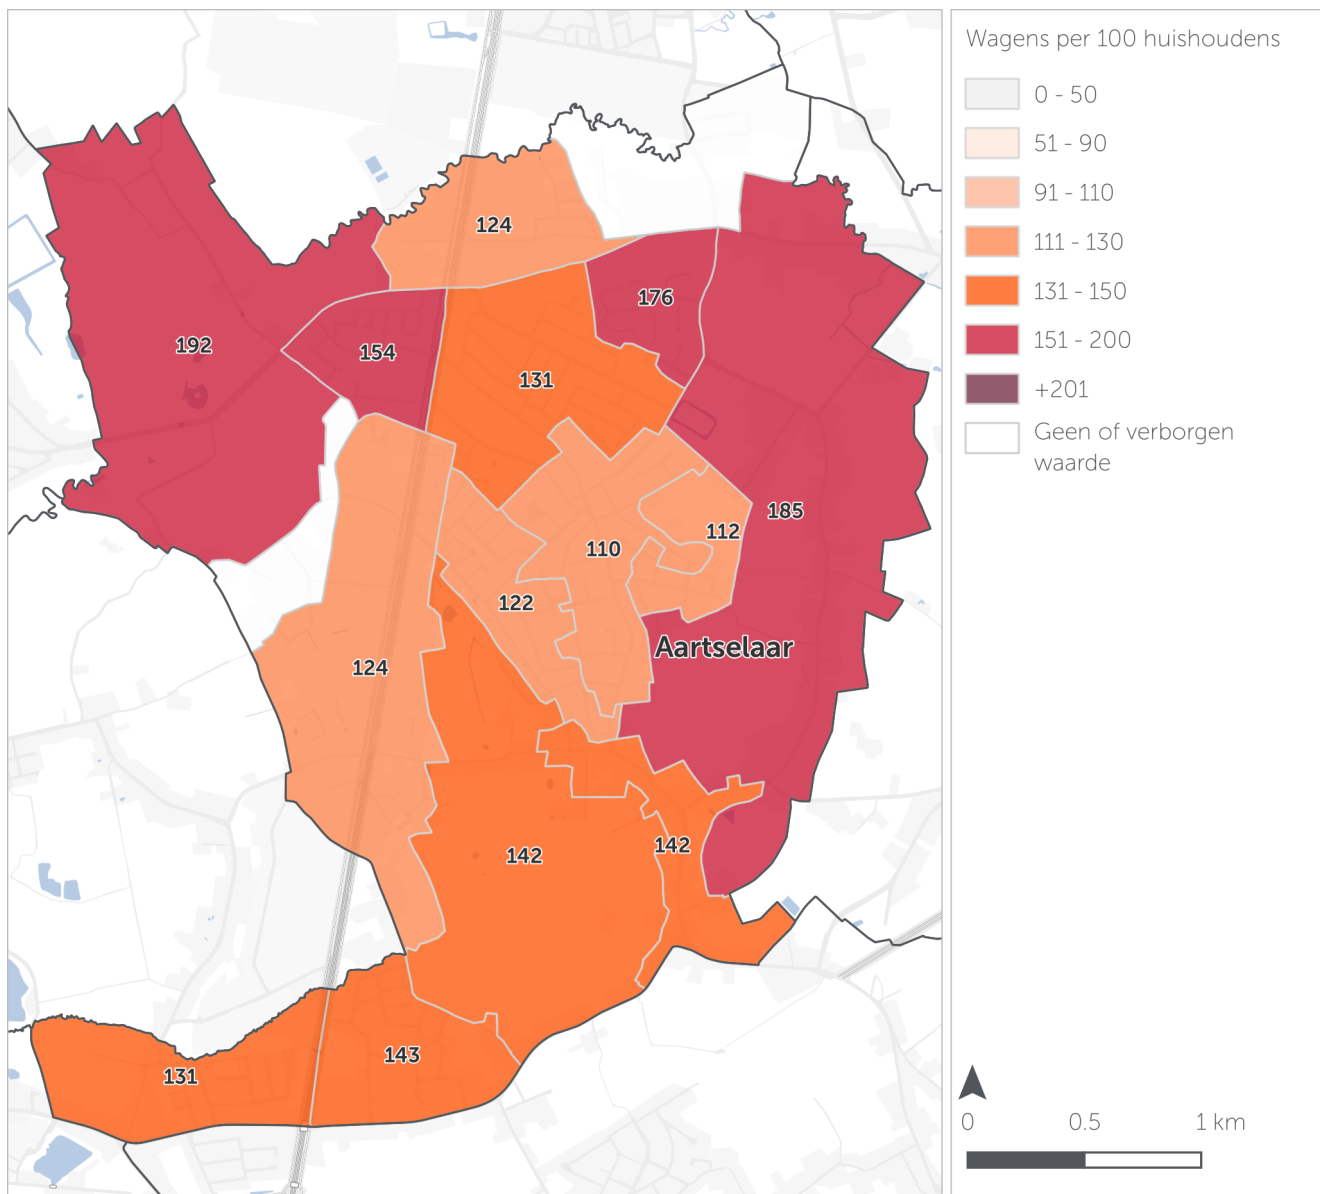 Wagens per 100 huishoudens
0 - 50
51 - 90
91 - 110
111 - 130
131 - 150
151 - 200
+201
Geen of verborgen
waarde
124
176
192
154
131
185
112
110
122
Aartselaar
124
142
142
143
131
0 0.5 1 km